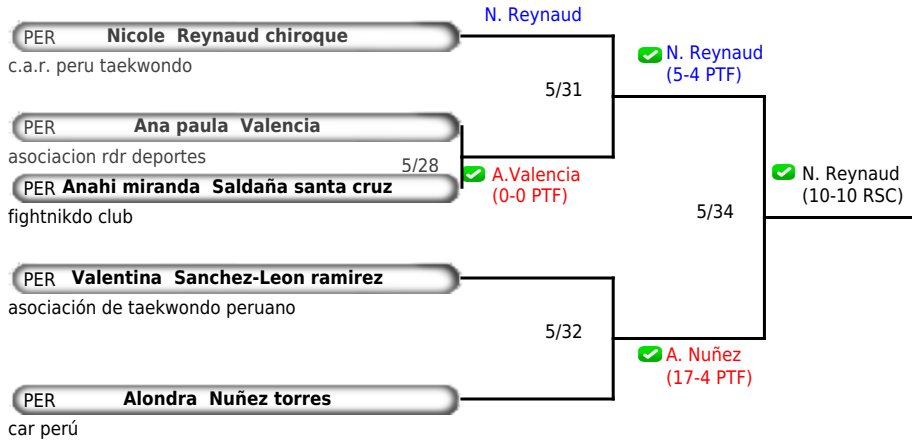 N. Reynaud
PER Nicole Reynaud chiroque
c.a.r. peru taekwondo
N. Reynaud
(5-4 PTF)
5/31
PER Ana paula Valencia
asociacion rdr deportes
5/28
A.Valencia
(0-0 PTF)
PER Anahi miranda Saldaña santa cruz
fightnikdo club
N. Reynaud
(10-10 RSC)
5/34
PER Valentina Sanchez-Leon ramirez
asociación de taekwondo peruano
5/32
A. Nuñez
(17-4 PTF)
PER Alondra Nuñez torres
car perú